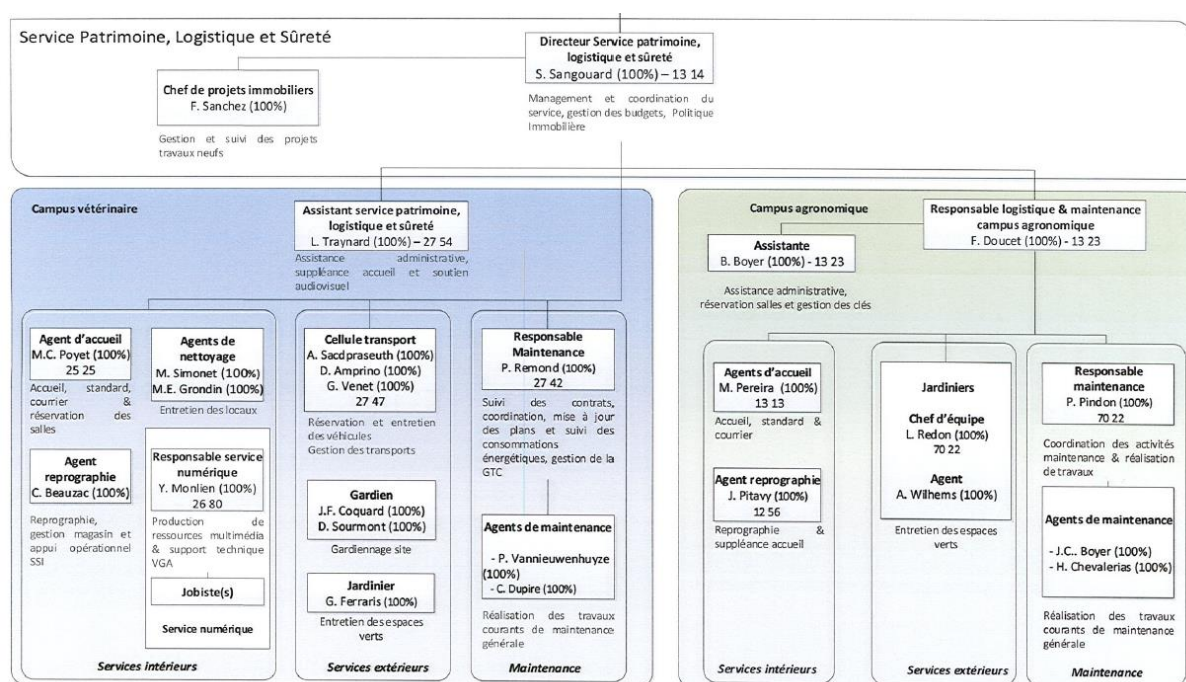 Service Patrimoine, Logistique et Sûreté
Directeur Service patrimoine,
logistique et sûreté
S. Sangouard (100%) – 13 14
Management et coordination du
service, gestion des budgets, Politique
Immobilière
Chef de projets immobiliers
F. Sanchez (100%)
Gestion et suivi des projets
travaux neufs
Campus vétérinaire
Assistant service patrimoine,
logistique et sûreté
L. Traynard (100%) – 27 54
Assistance administrative,
suppléance accueil et soutien
audiovisuel
Agent d'accueil
M.C. Poyet (100%)
25 25
Accueil, standard,
courrier &
réservation des
salles
Agent
reprographie
C. Beauzac (100%)
Reprographie,
gestion magasin et
appui opérationnel
SSI
Agents de
nettoyage
M. Simonet (100%)
M.E. Grondin (100%)
Entretien des locaux
Responsable service
numérique
Y. Monlien (100%)
26 80
Production de
ressources multimédia
& support technique
VGA
Jobiste(s)
Service numérique
Services intérieurs
Cellule transport
A. Sacdpraseuth (100%)
D. Amprino (100%)
G. Venet (100%)
27 47
Réservation et entretien
des véhicules
Gestion des transports
Gardien
J.F. Coquard (100%)
D. Sourmont (100%)
Gardiennage site
Jardinier
G. Ferraris (100%)
Entretien des espaces
verts
Services extérieurs
Responsable
Maintenance
P. Remond (100%)
27 42
Suivi des contrats,
coordination, mise à jour
des plans et suivi des
consommations
énergétiques, gestion de la
GTC
Agents de maintenance
- P. Vannieuwenhuyze
(100%)
- C. Dupire (100%)
Réalisation des travaux
courants de maintenance
générale
Maintenance
Campus agronomique
Responsable logistique & maintenance
campus agronomique
F. Doucet (100%) - 13 23
Assistante
B. Boyer (100%) - 13 23
Assistance administrative,
réservation salles et gestion des clés
Agents d'accueil
M. Pereira (100%)
13 13
Accueil, standard &
courrier
Agent reprographie
J. Pitavy (100%)
12 56
Reprographie &
suppléance accueil
Services intérieurs
Jardiniers
Chef d'équipe
L. Redon (100%)
70 22
Agent
A. Wilhems (100%)
Entretien des espaces
verts
Services extérieurs
Responsable
maintenance
P. Pindon (100%)
70 22
Coordination des activités
maintenance & réalisation
de travaux
Agents de maintenance
- J.C.. Boyer (100%)
- H. Chevalerias (100%)
Réalisation des travaux
courants de maintenance
générale
Maintenance